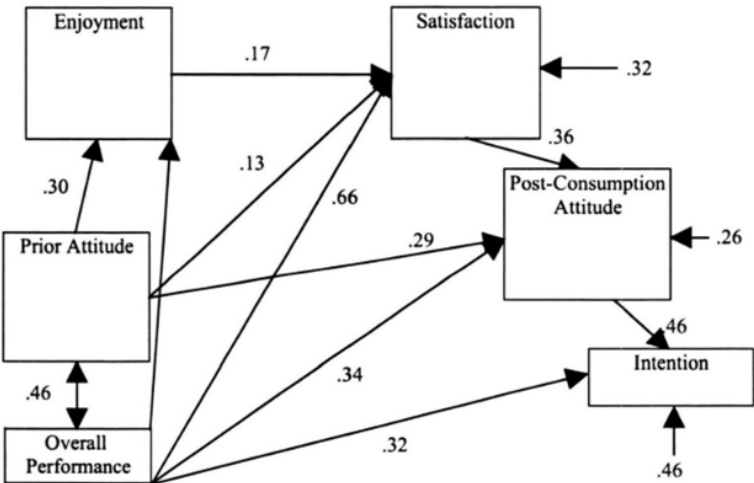 Enjoyment
Satisfaction
.17
.32
.36
.13
Post-Consumption
Attitude
.30
.66
Prior Attitude
.29
.26
.46
Intention
.34
.46
Overall
Performance
.32
.46